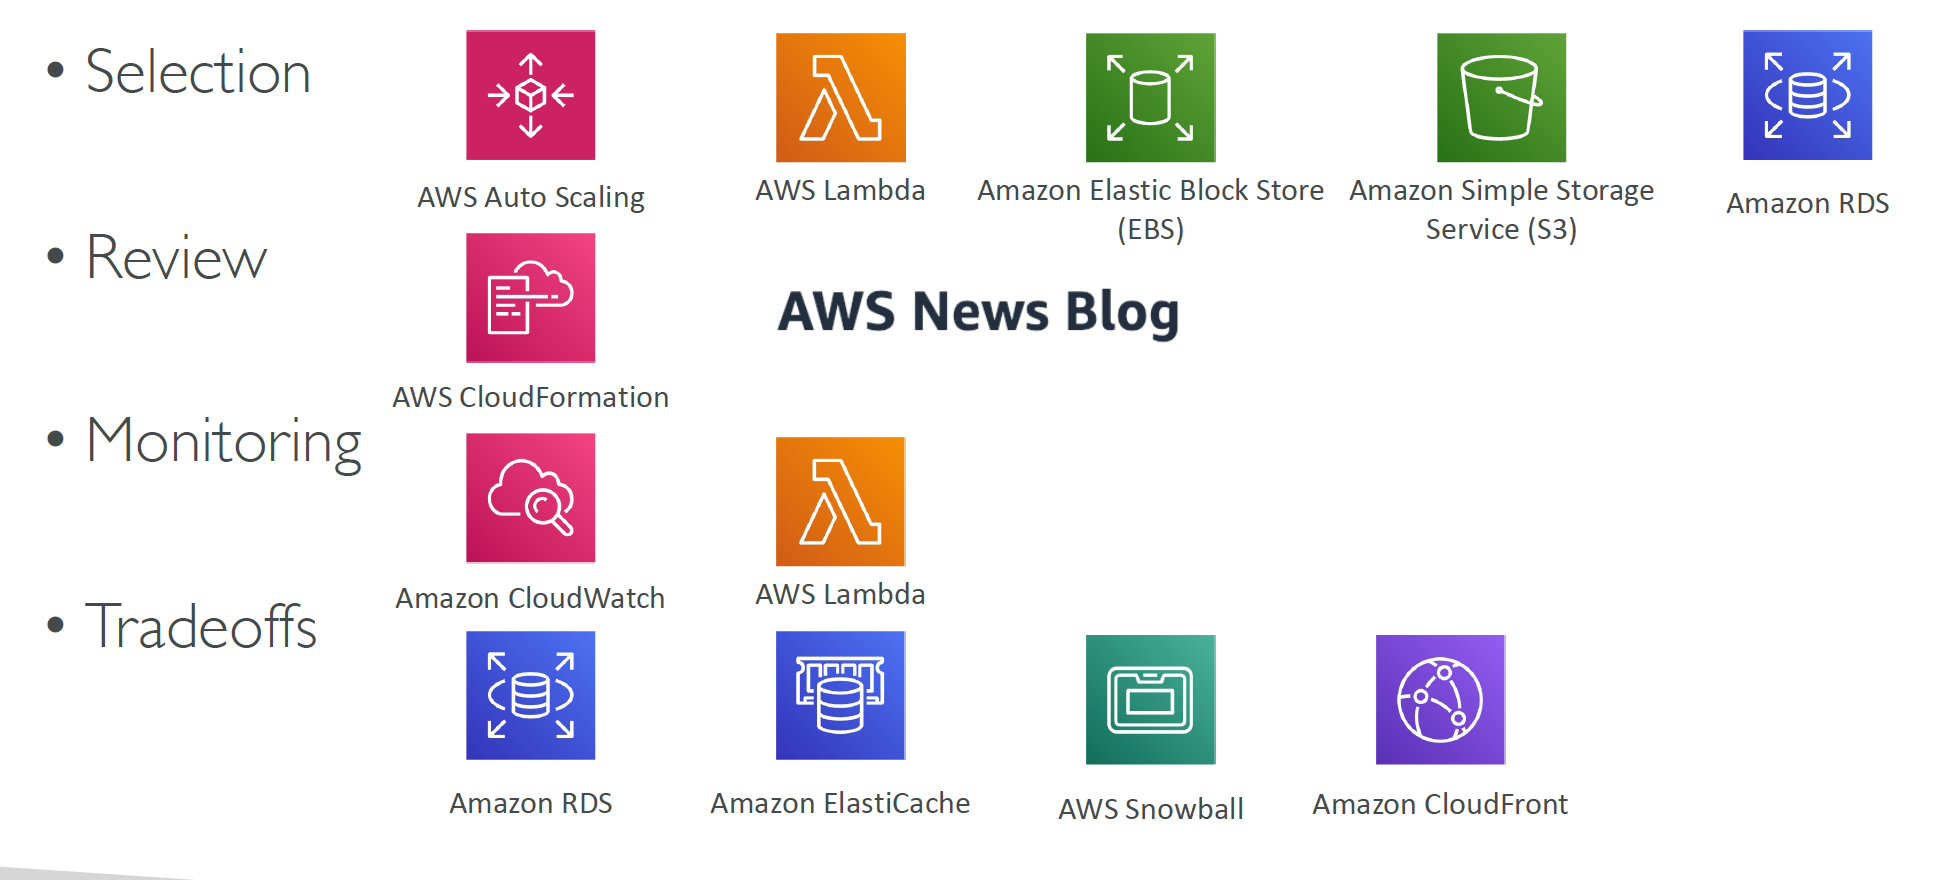 • Selection
AWS Auto Scaling
AWS Lambda
Amazon Elastic Block Store
(EBS)
Amazon Simple Storage
Service (S3)
Amazon RDS
• Review
AWS CloudFormation
AWS News Blog
• Monitoring
Amazon CloudWatch
AWS Lambda
• Tradeoffs
Amazon RDS
Amazon ElastiCache
AWS Snowball
Amazon CloudFront